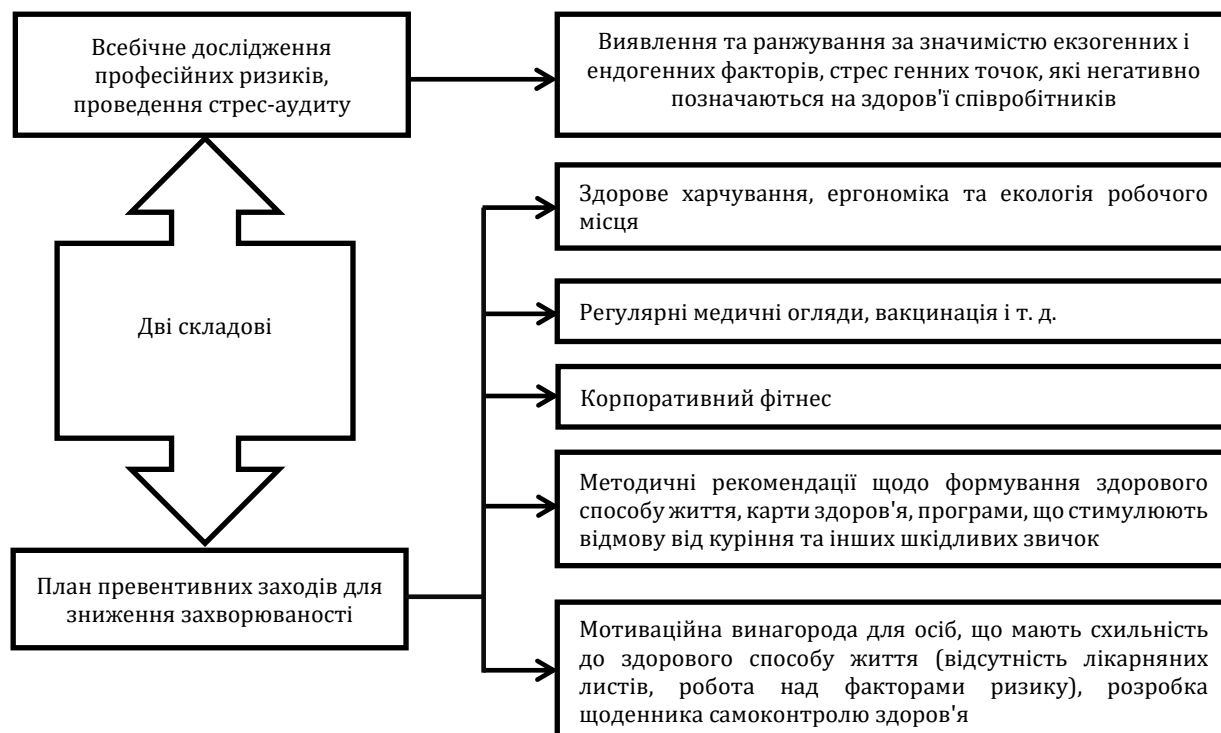 Всебічне дослідження
професійних ризиків,
проведення стрес-аудиту
Виявлення та ранжування за значимістю екзогенних і
ендогенних факторів, стрес генних точок, які негативно
позначаються на здоров'ї співробітників
Дві складові
План превентивних заходів для
зниження захворюваності
Здорове харчування, ергономіка та екологія робочого
місця
Регулярні медичні огляди, вакцинація і т. д.
Корпоративний фітнес
Методичні рекомендації щодо формування здорового
способу життя, карти здоров'я, програми, що стимулюють
відмову від куріння та інших шкідливих звичок
Мотиваційна винагорода для осіб, що мають схильність
до здорового способу життя (відсутність лікарняних
листів, робота над факторами ризику), розробка
щоденника самоконтролю здоров'я